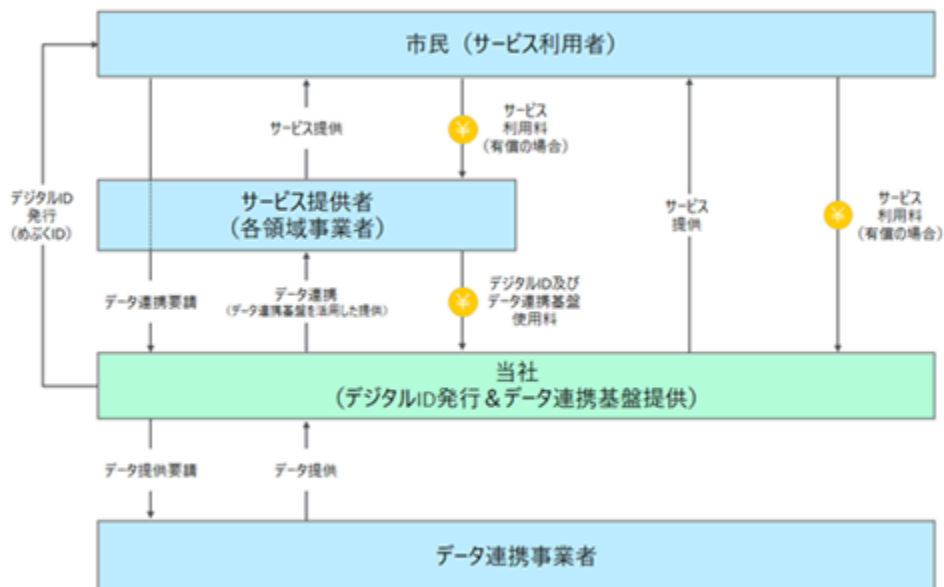 市民（サービス利用者）
サービス提供
サービス
利用料
（有償の場合）
デジタルID
発行
（めぶくID）
サービス提供者
（各領域事業者）
サービス
提供
サービス
利用料
（有償の場合）
データ連携要請
データ連携
（データ連携基盤を活用した提供）
デジタルID及び
データ連携基盤
使用料
当社
（デジタルID発行＆データ連携基盤提供）
データ提供要請
データ提供
データ連携事業者